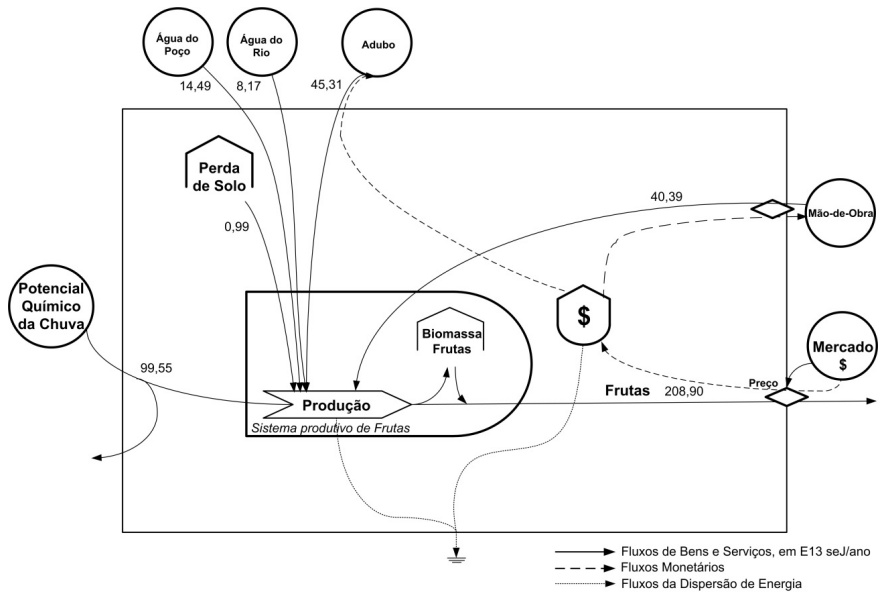 Água do
Poço
Água do
Rio
Adubo
14,49
8,17
45,31
Perda
de Solo
0,99
40,39
Mão-de-Obra
Potencial
Químico
da Chuva
99,55
$
Biomassa
Frutas
Mercado
$
Preço
Frutas
208,90
Produção
Sistema produtivo de Frutas
Fluxos de Bens e Serviços, em E13 seJ/ano
Fluxos Monetários
Fluxos da Dispersão de Energia